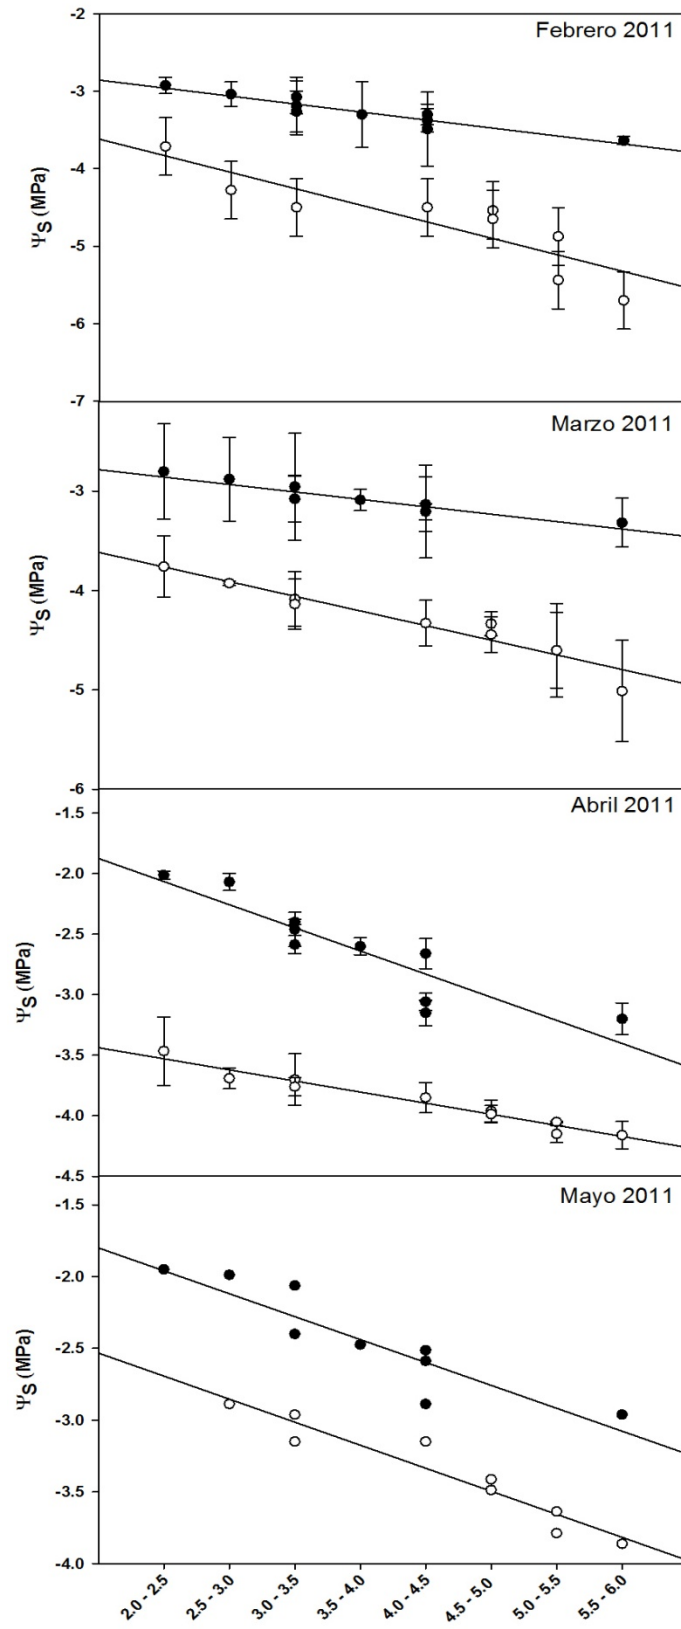 Febrero 2011
-2
-3
-4
-5
-6
-7
ΨS (MPa)
Marzo 2011
-3
-4
-5
-6
ΨS (MPa)
Abril 2011
-1.5
-2.0
-2.5
-3.0
-3.5
-4.0
-4.5
ΨS (MPa)
Mayo 2011
-1.5
-2.0
-2.5
-3.0
-3.5
-4.0
ΨS (MPa)
2.0 - 2.5
2.5 - 3.0
3.0 - 3.5
3.5 - 4.0
4.0 - 4.5
4.5 - 5.0
5.0 - 5.5
5.5 - 6.0